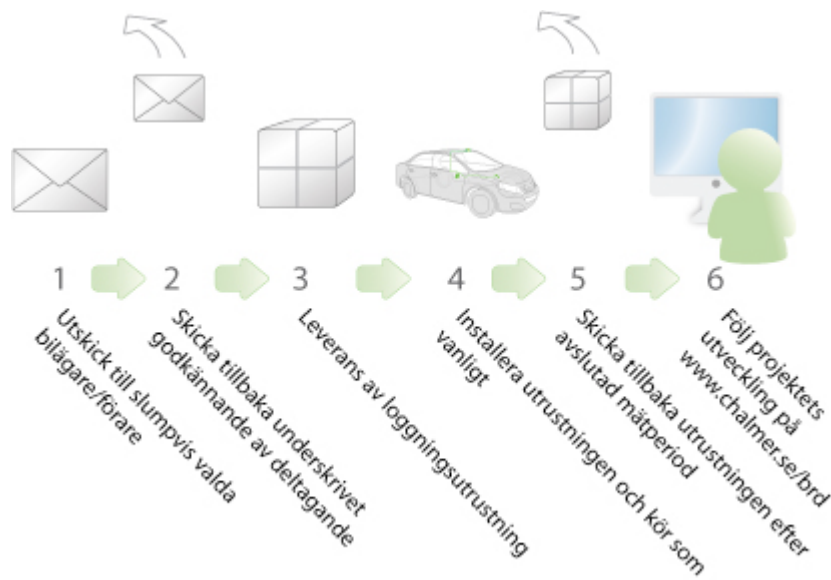 1
2
3
4
5
6
Utskick till slumpvis valda
bilägare/förare
Skicka tillbaka underskrivet
godkännande av deltagande
Leverans av loggningsutrustning
Installera utrustningen och kör som
vanligt
Skicka tillbaka utrustningen efter
avslutad mätperiod
Följ projektets
utveckling på
www.chalmer.se/brd